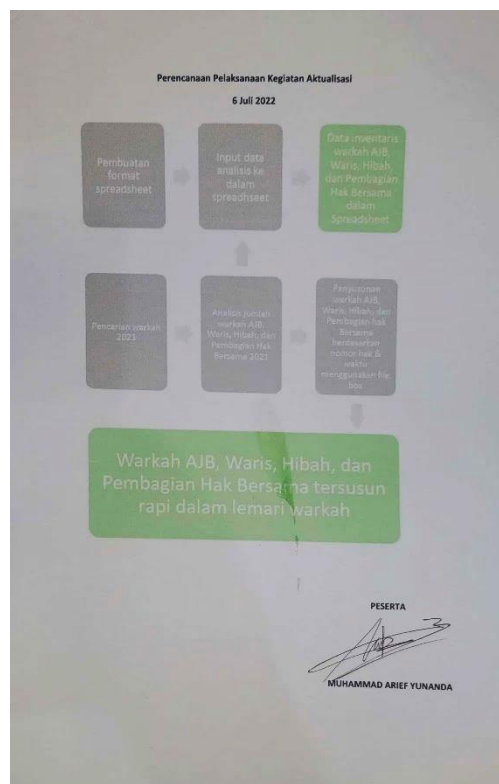 Perencanaan Pelaksanaan Kegiatan Aktualisasi
6 Juli 2022
Pembuatan
format
spreadsheet
Input data
analisis ke
dalam
spreadhseet
Data inventaris
warkah AJB,
Waris, Hibah,
dan Pembagian
Hak Bersama
dalam
Spreadsheet
Pencarian warkah
2021
Analisis jumlah
warkah AJB,
Waris, Hibah, dan
Pembagian Hak
Bersama 2021
Penyusunan
warkah AJB,
Waris, Hibah, dan
Pembagian hak
Bersama
berdasarkan
nomor hak &
waktu
menggunakan file
box
Warkah AJB, Waris, Hibah, dan
Pembagian Hak Bersama tersusun
rapi dalam lemari warkah
PESERTA
MUHAMMAD ARIEF YUNANDA